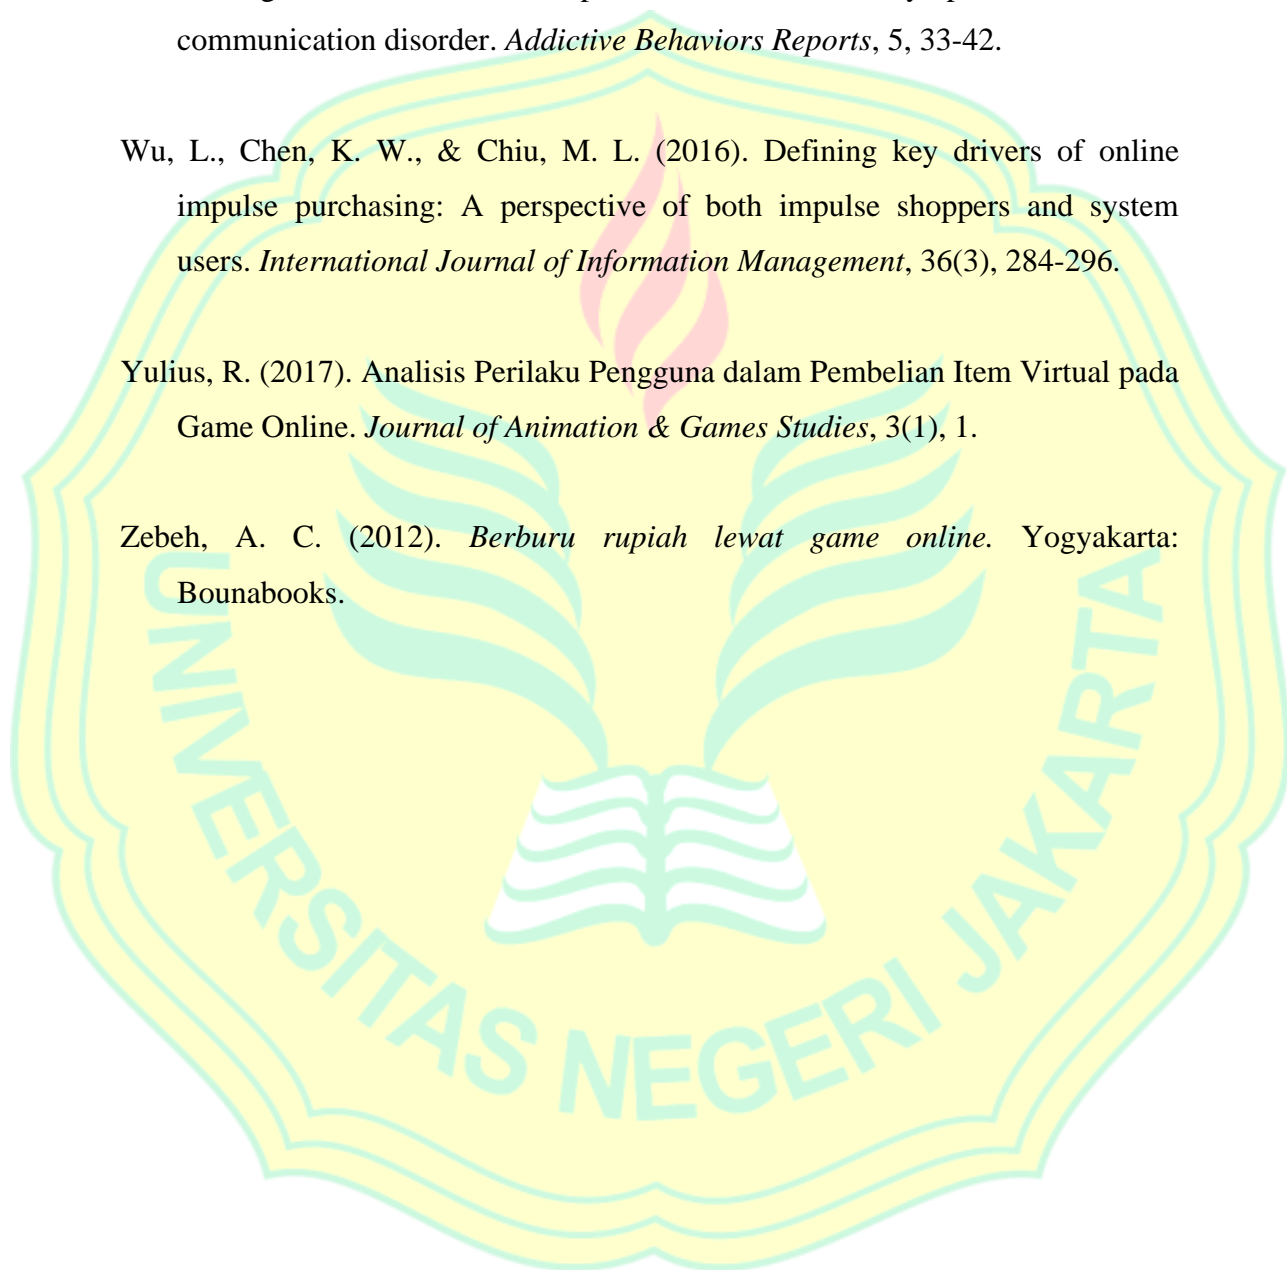 communication disorder. Addictive Behaviors Reports, 5, 33-42.
Wu, L., Chen, K. W., & Chiu, M. L. (2016). Defining key drivers of online
impulse purchasing: A perspective of both impulse shoppers and system
users. International Journal of Information Management, 36(3), 284-296.
Yulius, R. (2017). Analisis Perilaku Pengguna dalam Pembelian Item Virtual pada
Game Online. Journal of Animation & Games Studies, 3(1), 1.
Zebeh, A. C. (2012). Berburu rupiah lewat game online. Yogyakarta:
Bounabooks.
UNIVERSITAS NEGERI JAKARTA